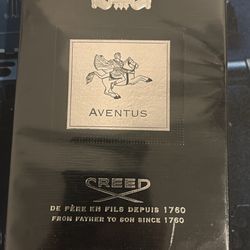 AVENTUS
CREED
DE PÈRE EN FILS DEPUIS 1760
FROM FATHER TO SON SINCE 1760